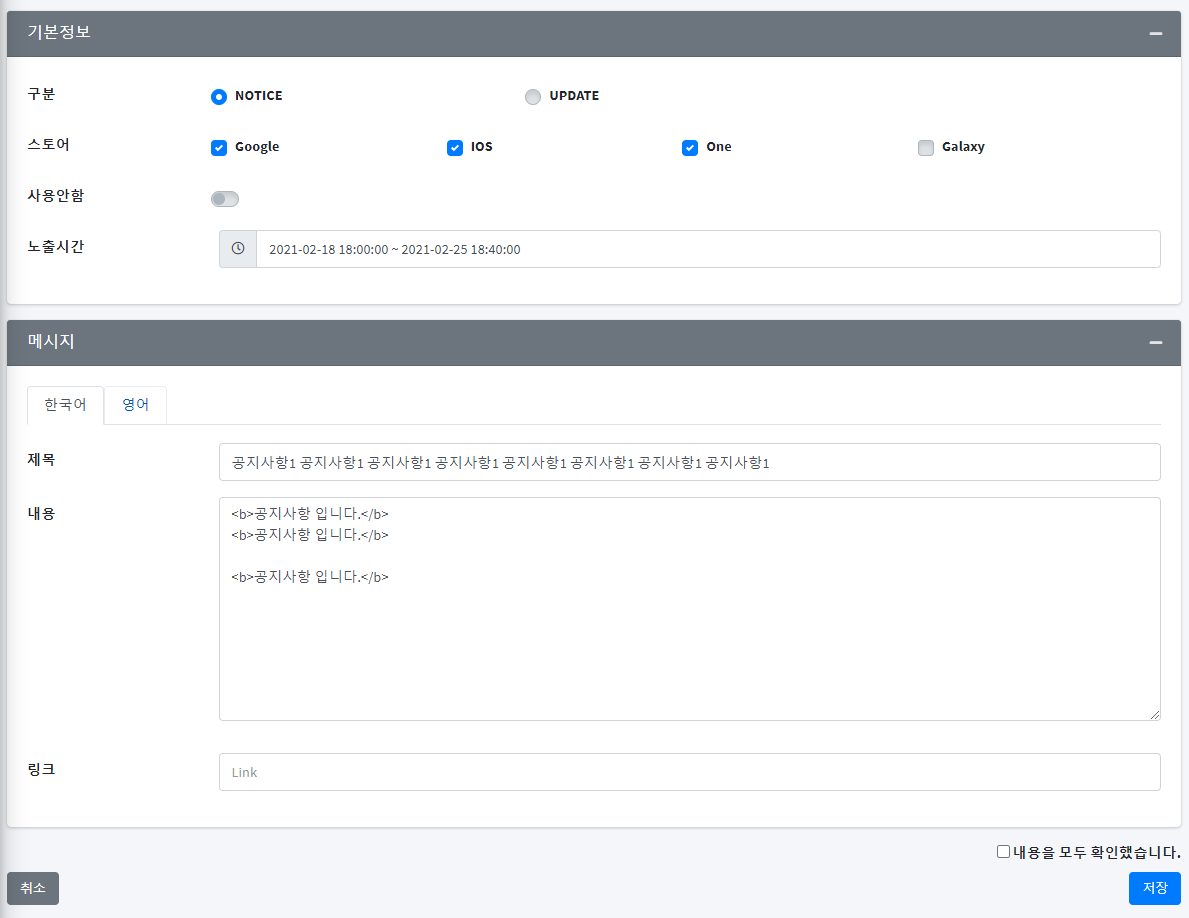 기본정보
구분 NOTICE UPDATE
스토어 Google IOS One Galaxy
사용안함
노출시간 2021-02-18 18:00:00 ~ 2021-02-25 18:40:00
메시지
한국어 영어
제목 공지사항1 공지사항1 공지사항1 공지사항1 공지사항1 공지사항1 공지사항1 공지사항1
내용 <b>공지사항 입니다.</b>
<b>공지사항 입니다.</b>
<b>공지사항 입니다.</b>
링크 Link
내용을 모두 확인했습니다.
취소 저장